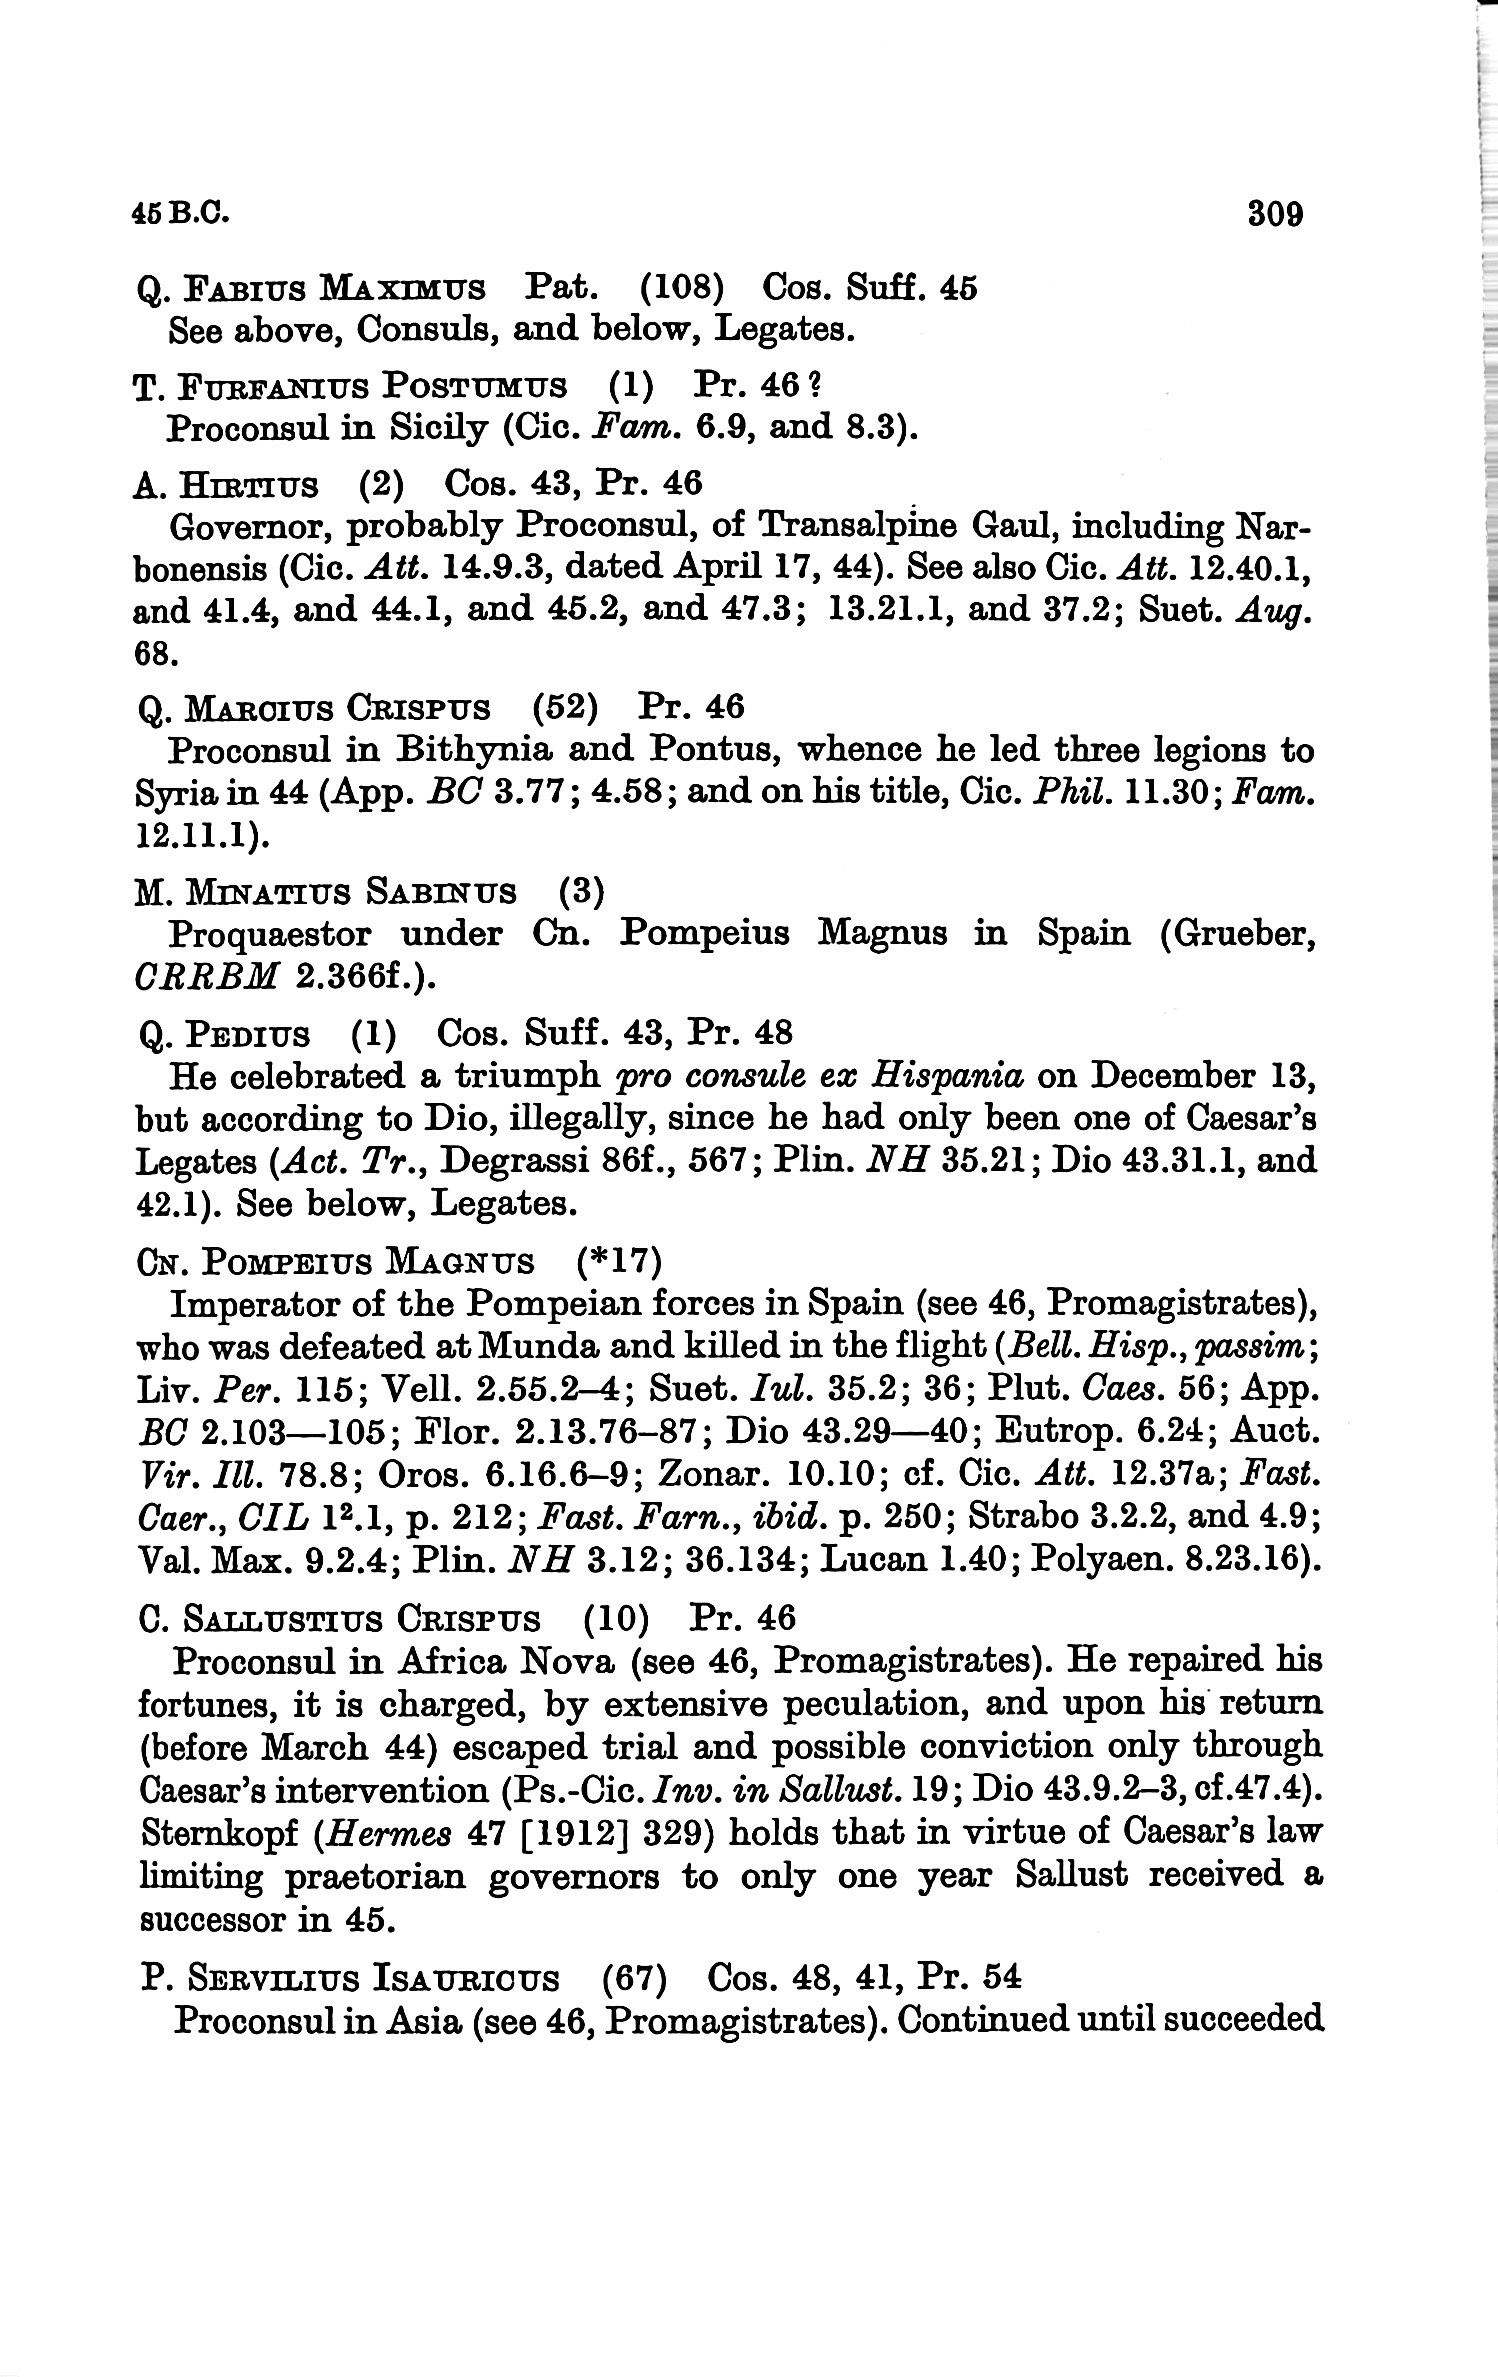 45 B.C. 309
Q. FABIUS MAXIMUS Pat. (108) Cos. Suff. 45
See above, Consuls, and below, Legates.
T. FURFANIUS POSTUMUS (1) Pr. 46?
Proconsul in Sicily (Cic. Fam. 6.9, and 8.3).
A. HIRTIUS (2) Cos. 43, Pr. 46
Governor, probably Proconsul, of Transalpine Gaul, including Nar-
bonensis (Cic. Att. 14.9.3, dated April 17, 44). See also Cic. Att. 12.40.1,
and 41.4, and 44.1, and 45.2, and 47.3; 13.21.1, and 37.2; Suet. Aug.
68.
Q. MARCIUS CRISPUS (52) Pr. 46
Proconsul in Bithynia and Pontus, whence he led three legions to
Syria in 44 (App. BC 3.77; 4.58; and on his title, Cic. Phil. 11.30; Fam.
12.11.1).
M. MINATIUS SABINUS (3)
Proquaestor under Cn. Pompeius Magnus in Spain (Grueber,
CRRBM 2.366f.).
Q. PEDIUS (1) Cos. Suff. 43, Pr. 48
He celebrated a triumph pro consule ex Hispania on December 13,
but according to Dio, illegally, since he had only been one of Caesar's
Legates (Act. Tr., Degrassi 86f., 567; Plin. NH 35.21; Dio 43.31.1, and
42.1). See below, Legates.
CN. POMPEIUS MAGNUS (*17)
Imperator of the Pompeian forces in Spain (see 46, Promagistrates),
who was defeated at Munda and killed in the flight (Bell. Hisp., passim;
Liv. Per. 115; Vell. 2.55.2–4; Suet. Iul. 35.2; 36; Plut. Caes. 56; App.
BC 2.103—105; Flor. 2.13.76–87; Dio 43.29—40; Eutrop. 6.24; Auct.
Vir. Ill. 78.8; Oros. 6.16.6–9; Zonar. 10.10; cf. Cic. Att. 12.37a; Fast.
Caer., CIL 1².1, p. 212; Fast. Farn., ibid. p. 250; Strabo 3.2.2, and 4.9;
Val. Max. 9.2.4; Plin. NH 3.12; 36.134; Lucan 1.40; Polyaen. 8.23.16).
C. SALLUSTIUS CRISPUS (10) Pr. 46
Proconsul in Africa Nova (see 46, Promagistrates). He repaired his
fortunes, it is charged, by extensive peculation, and upon his return
(before March 44) escaped trial and possible conviction only through
Caesar's intervention (Ps.-Cic. Inv. in Sallust. 19; Dio 43.9.2–3, cf.47.4).
Sternkopf (Hermes 47 [1912] 329) holds that in virtue of Caesar's law
limiting praetorian governors to only one year Sallust received a
successor in 45.
P. SERVILIUS ISAURICUS (67) Cos. 48, 41, Pr. 54
Proconsul in Asia (see 46, Promagistrates). Continued until succeeded